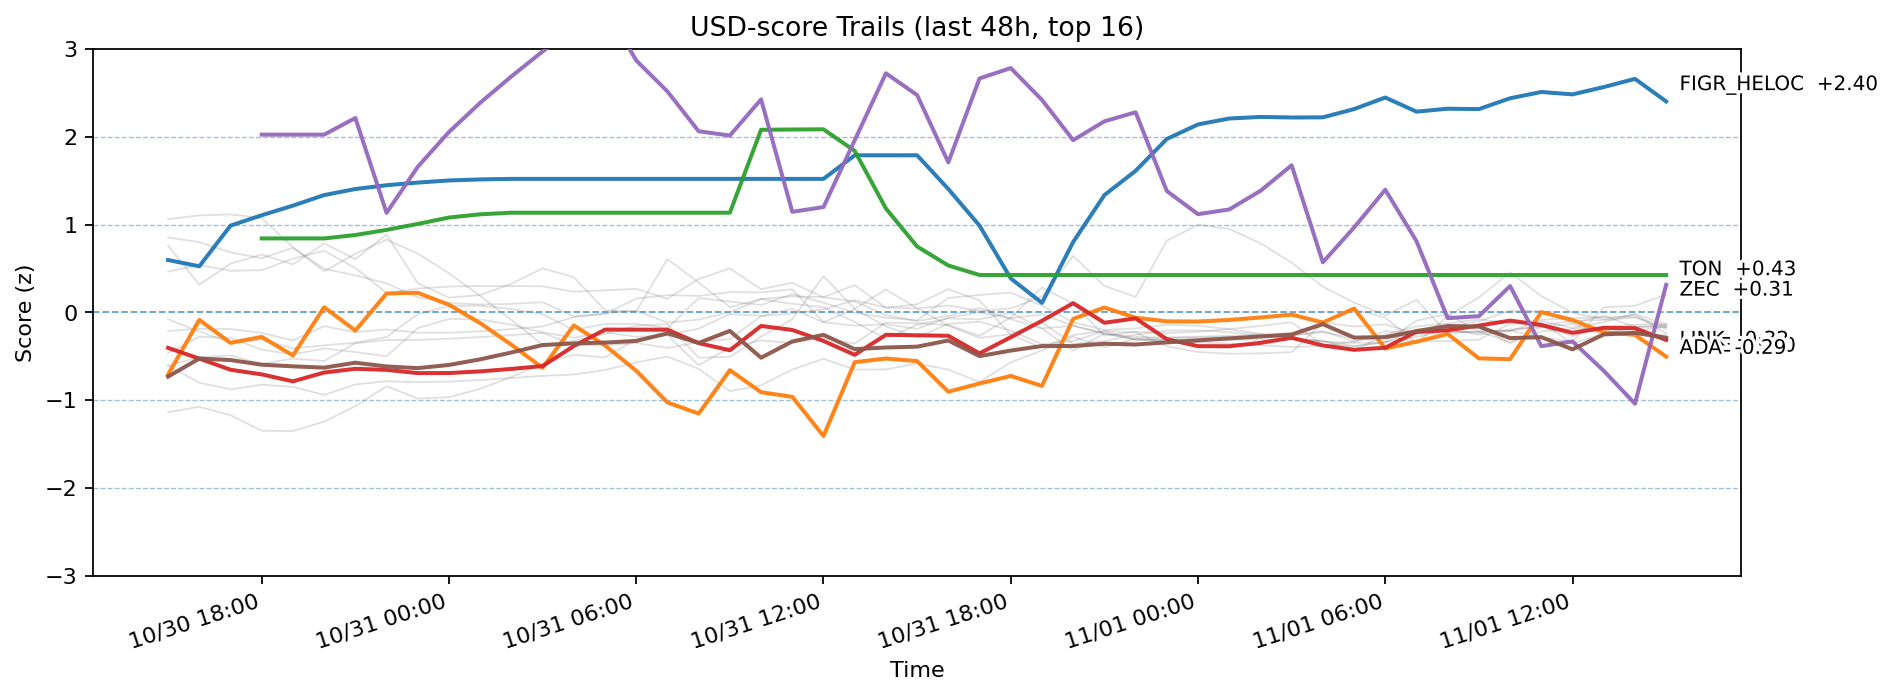 USD-score Trails (last 48h, top 16)
Score (z)
3
2
1
0
−1
−2
−3
FIGR_HELOC +2.40
TON +0.43
ZEC +0.31
ADA -0.29
10/30 18:00
10/31 00:00
10/31 06:00
10/31 12:00
10/31 18:00
11/01 00:00
11/01 06:00
11/01 12:00
Time